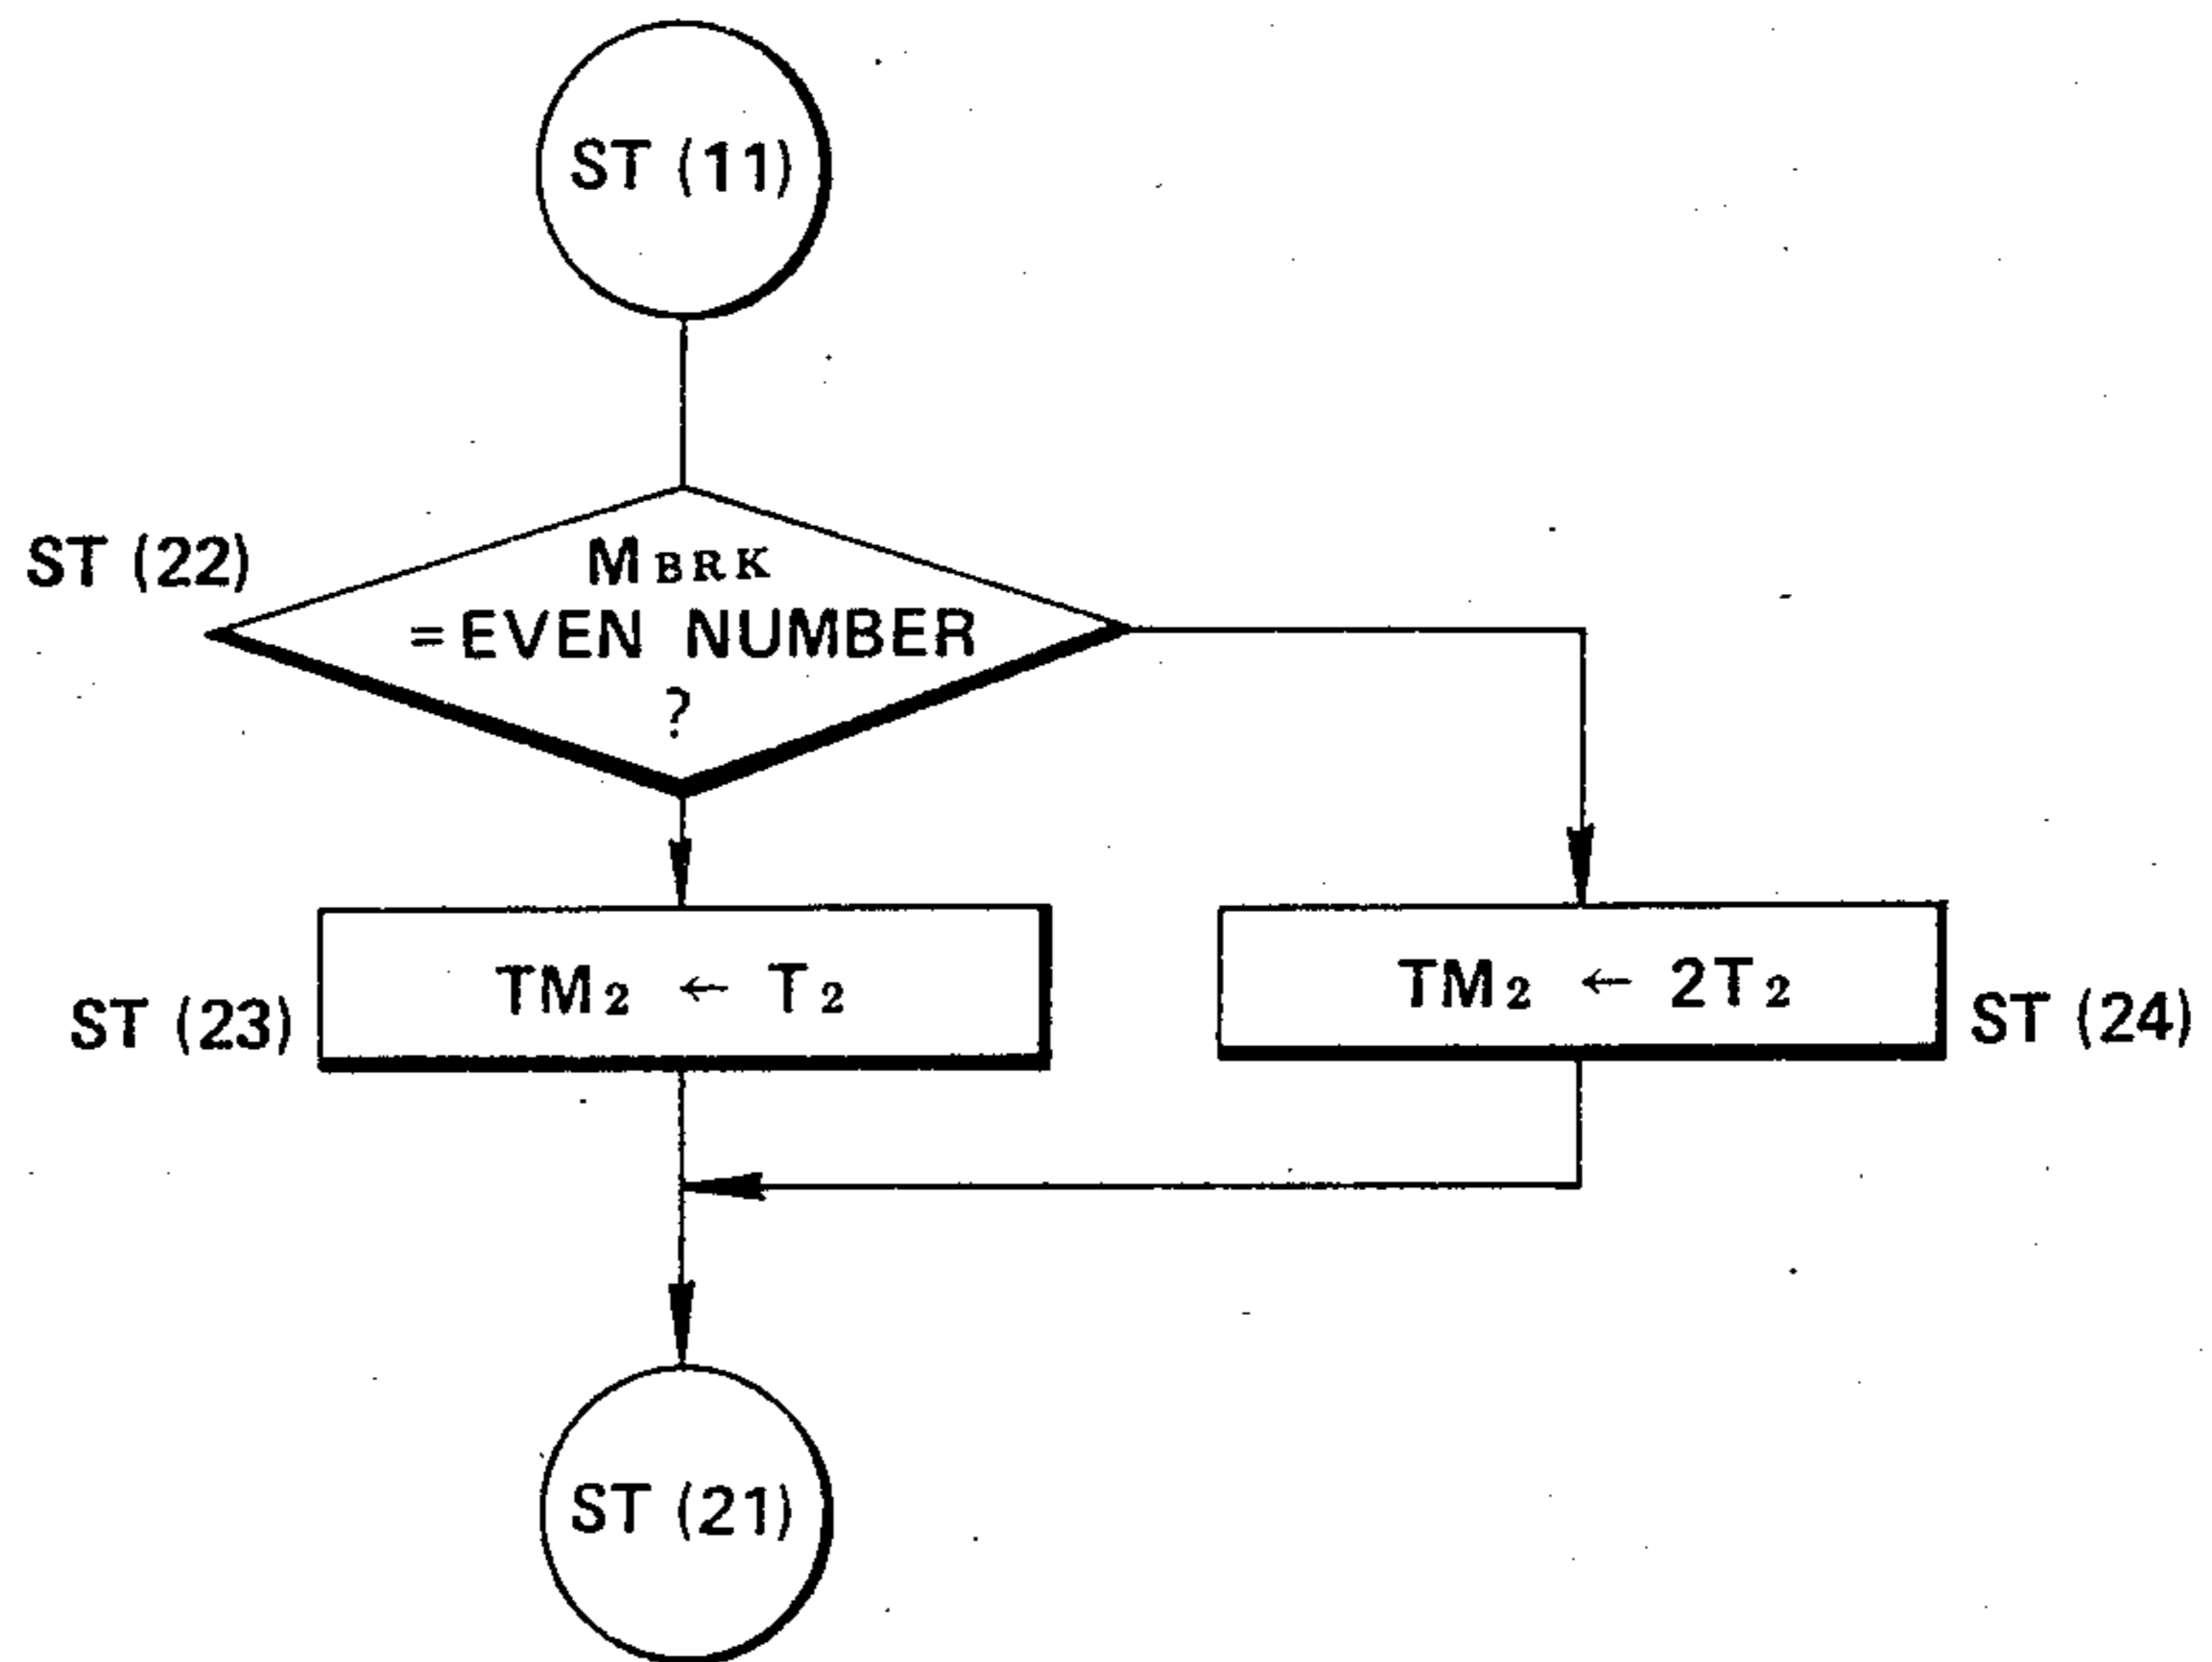 ST (11)
ST (22)
MBRK
=EVEN NUMBER
?
ST (23)
TM2 ← T2
TM2 ← 2T2
ST (24)
ST (21)